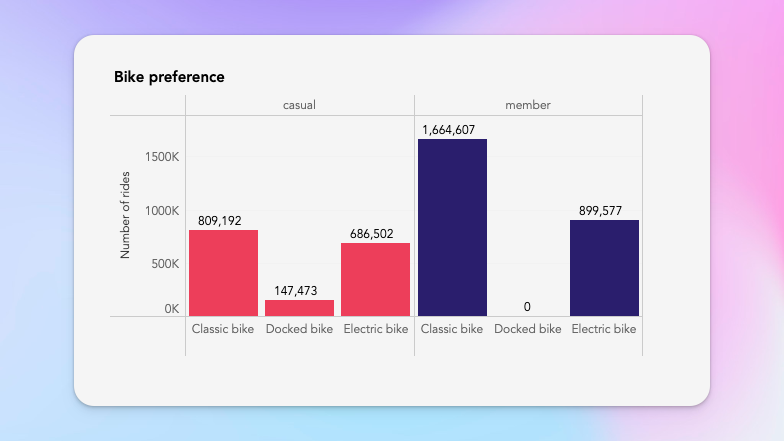 Bike preference
casual member
Number of rides
1500K
1000K
500K
0K
809,192
147,473
686,502
1,664,607
0
899,577
Classic bike Docked bike Electric bike Classic bike Docked bike Electric bike